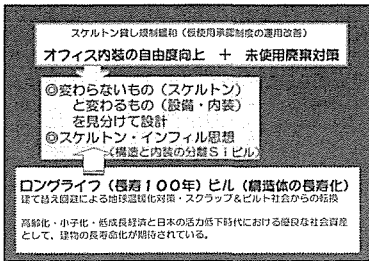 スケルトン貸し規制緩和（仮使用承認制度の運用改善）
オフィス内装の自由度向上 ＋ 未使用廃棄対策
◎変わらないもの（スケルトン）
と変わるもの（設備・内装）
を見分けて設計
◎スケルトン・インフィル思想
（構造と内装の分離Ｓｉビル）
ロングライフ（長寿１００年）ビル（構造体の長寿化）
建て替え回避による地球温暖化対策・スクラップ＆ビルト社会からの転換
高齢化・小子化・低成長経済と日本の活力低下時代における優良な社会資産
として、建物の長寿命化が期待されている。